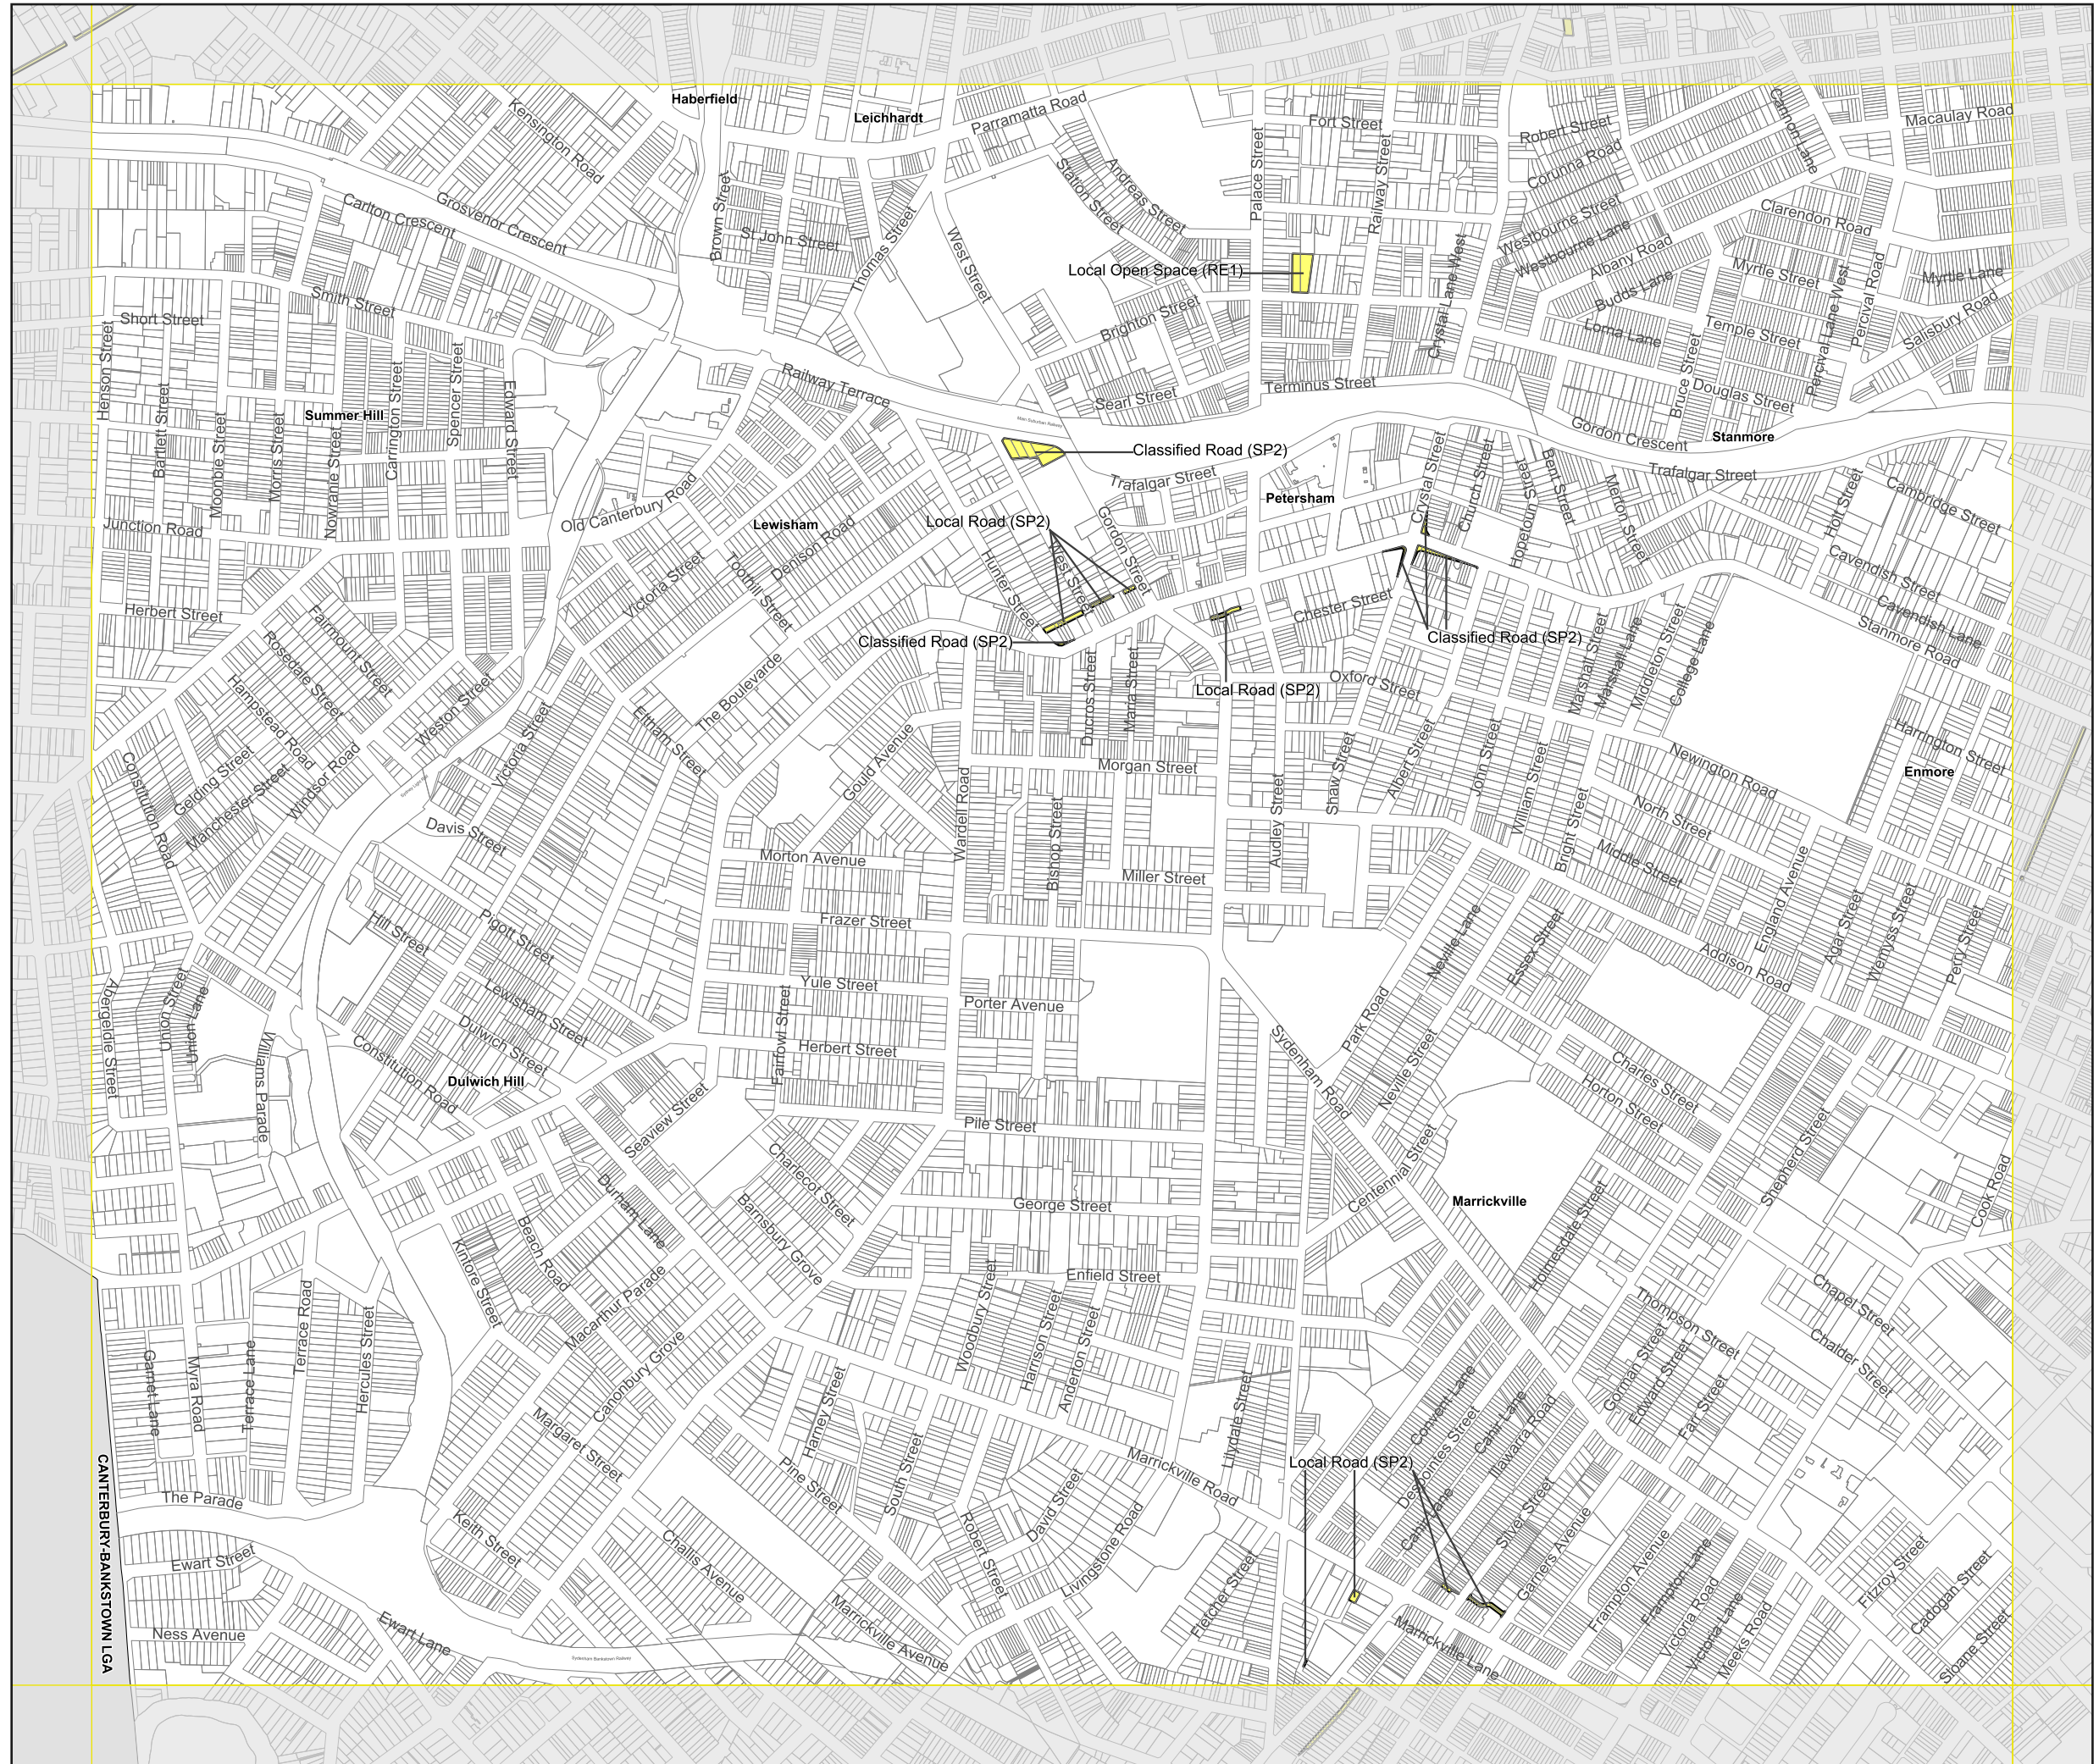 Haberfield
Leichhardt
Parramatta Road
Kensington Road
Fort Street
Robert Street
Cannon Lane
Macaulay Road
Corunna Road
Palace Street
Railway Street
Andreas Street
Station Street
Brown Street
Carlton Crescent
Grosvenor Crescent
St John Street
Thomas Street
West Street
Westbourne Street
Westbourne Lane
Albany Road
Clarendon Road
Local Open Space (RE1)
Budds Lane
Myrtle Street
Myrtle Lane
Smith Street
Short Street
Henson Street
Brighton Street
Crystal Lane West
Loma Lane
Temple Street
Percival Lane West
Percival Road
Salisbury Road
Railway Terrace
Terminus Street
Searl Street
Bruce Street
Douglas Street
Summer Hill
Bartlett Street
Moonbie Street
Morris Street
Nowranie Street
Carrington Street
Spencer Street
Edward Street
Main Suburban Railway
Gordon Crescent
Stanmore
Classified Road (SP2)
Trafalgar Street
Trafalgar Street
Petersham
Crystal Street
Church Street
Hopetoun Street
Bent Street
Merton Street
Holt Street
Cambridge Street
Junction Road
Old Canterbury Road
Lewisham
Denison Road
Local Road (SP2)
Gordon Street
West Street
Hunter Street
Toothill Street
Victoria Street
Cavendish Street
Cavendish Lane
Stanmore Road
Herbert Street
Fairmount Street
Rosedale Street
Hampstead Road
Chester Street
Classified Road (SP2)
Classified Road (SP2)
Local Road (SP2)
Oxford Street
Marshall Street
Marshall Lane
Middleton Street
College Lane
Weston Street
The Boulevarde
Eltham Street
Ducros Street
Maria Street
Victoria Street
Constitution Road
Gelding Street
Manchester Street
Windsor Road
Gould Avenue
Morgan Street
Wardell Road
Bishop Street
Audley Street
Shaw Street
Albert Street
John Street
William Street
Bright Street
Newington Road
Harrington Street
Enmore
North Street
Middle Street
Davis Street
Morton Avenue
Miller Street
England Avenue
Agar Street
Wemyss Street
Perry Street
Hill Street
Pigott Street
Frazer Street
Neville Lane
Essex Street
Addison Road
Abergeldie Street
Union Street
Union Lane
Lewisham Street
Dulwich Street
Yule Street
Porter Avenue
Fairfowl Street
Herbert Street
Park Road
Sydenham Road
Neville Street
Charles Street
Horton Street
Williams Parade
Constitution Road
Dulwich Hill
Seaview Street
Pile Street
Charlecot Street
Centennial Street
Shepherd Street
Marrickville
Cook Road
Durham Lane
Barnsbury Grove
George Street
Beach Road
Kintore Street
Enfield Street
Homesdale Street
Macarthur Parade
Canonbury Grove
Woodbury Street
Harrison Street
Anderton Street
Thompson Street
Chapel Street
Chalder Street
Garnet Lane
Myra Road
Terrace Lane
Terrace Road
Hercules Street
Margaret Street
Harney Street
Llydale Street
Convent Lane
Despointes Street
Cahir Lane
Cahir Lane
Illawarra Road
Gorman Street
Edward Street
Farr Street
CANTERBURY-BANKSTOWN LGA
The Parade
Pine Street
South Street
Marrickville Road
Local Road (SP2)
Keith Street
Challis Avenue
Robert Street
David Street
Livingstone Road
Silver Street
Garners Avenue
Frampton Avenue
Frampton Lane
Victoria Road
Victoria Lane
Meeks Road
Fitzroy Street
Cadogan Street
Sloane Street
Ewart Street
Ness Avenue
Ewart Lane
Marrickville Avenue
Fletcher Street
Marrickville Lane
Sydenham Bankstown Railway